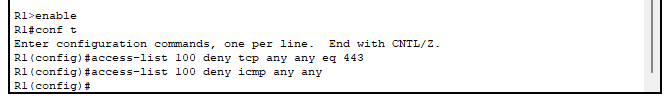 R1>enable
R1#conf t
Enter configuration commands, one per line.  End with CNTL/Z.
R1(config)#access-list 100 deny tcp any any eq 443
R1(config)#access-list 100 deny icmp any any
R1(config)#